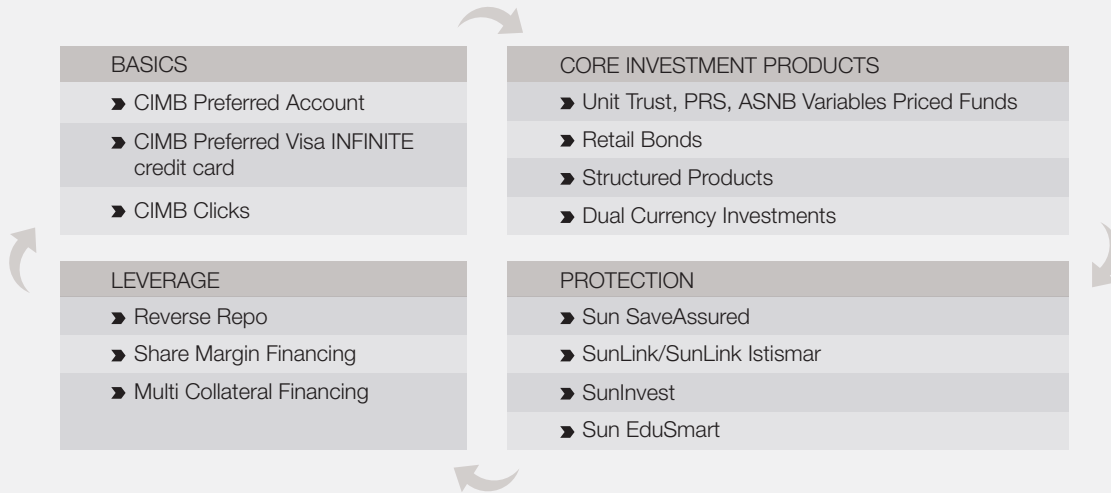 BASICS
CIMB Preferred Account
CIMB Preferred Visa INFINITE
credit card
CIMB Clicks
CORE INVESTMENT PRODUCTS
Unit Trust, PRS, ASNB Variables Priced Funds
Retail Bonds
Structured Products
Dual Currency Investments
LEVERAGE
Reverse Repo
Share Margin Financing
Multi Collateral Financing
PROTECTION
Sun SaveAssured
SunLink/SunLink Istismar
SunInvest
Sun EduSmart